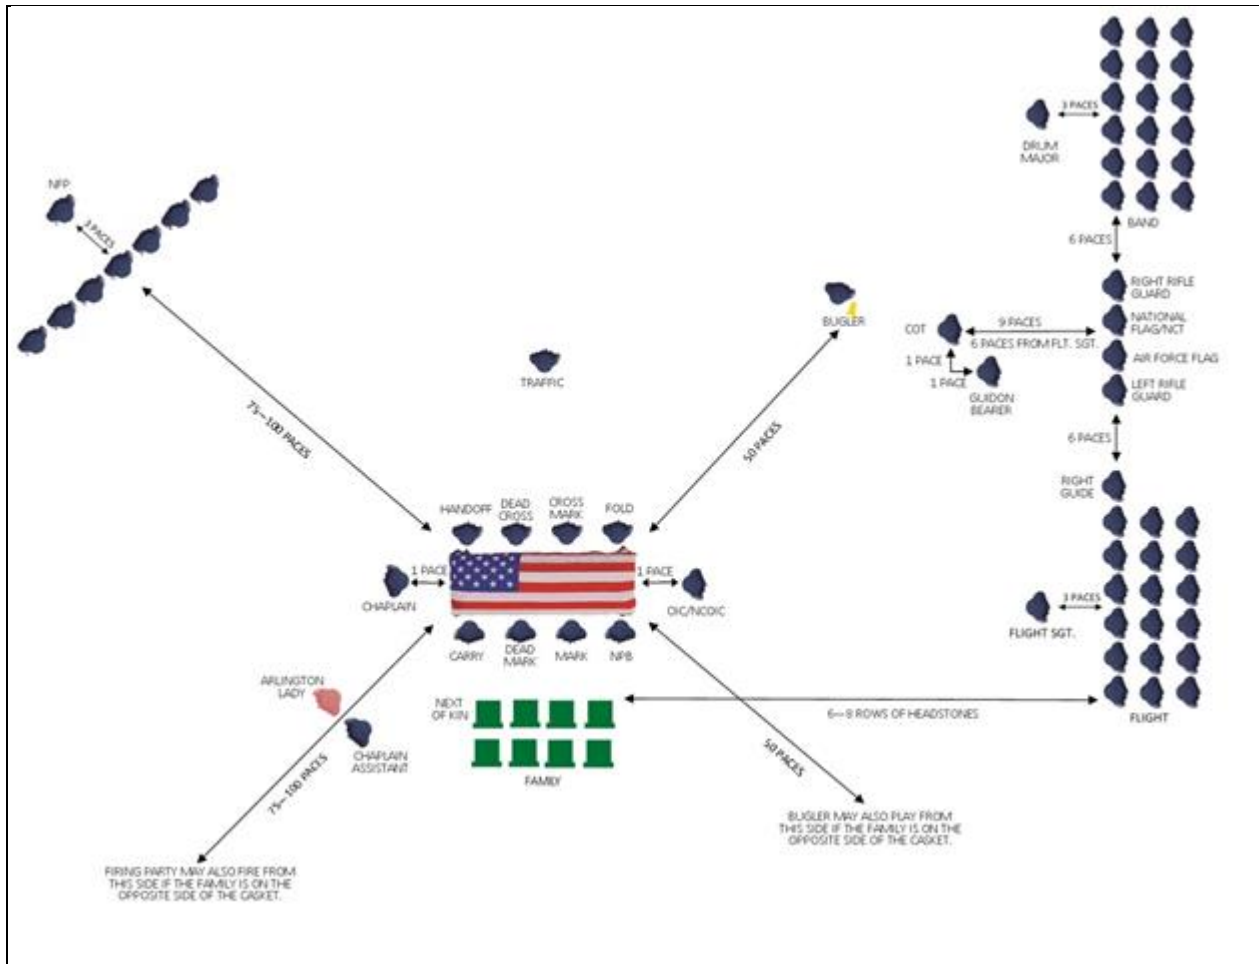 3 PACES
DRUM
MAJOR
NFP
3 PACES
BAND
6 PACES
RIGHT RIFLE
GUARD
BUGLER
COT
9 PACES
NATIONAL
FLAG/NCT
6 PACES FROM FLT. SGT.
1 PACE
AIR FORCE FLAG
TRAFFIC
1 PACE
GUIDON
BEARER
LEFT RIFLE
GUARD
75—100 PACES
50 PACES
6 PACES
RIGHT
GUIDE
HANDOFF
DEAD
CROSS
CROSS
MARK
FOLD
1 PACE
1 PACE
CHAPLAIN
OIC/NCOIC
3 PACES
FLIGHT SGT.
CARRY
DEAD
MARK
MARK
NPB
ARLINGTON
LADY
NEXT
OF KIN
6—8 ROWS OF HEADSTONES
FLIGHT
CHAPLAIN
ASSISTANT
75—100 PACES
FAMILY
50 PACES
BUGLER MAY ALSO PLAY FROM
THIS SIDE IF THE FAMILY IS ON THE
OPPOSITE SIDE OF THE CASKET.
FIRING PARTY MAY ALSO FIRE FROM
THIS SIDE IF THE FAMILY IS ON THE
OPPOSITE SIDE OF THE CASKET.